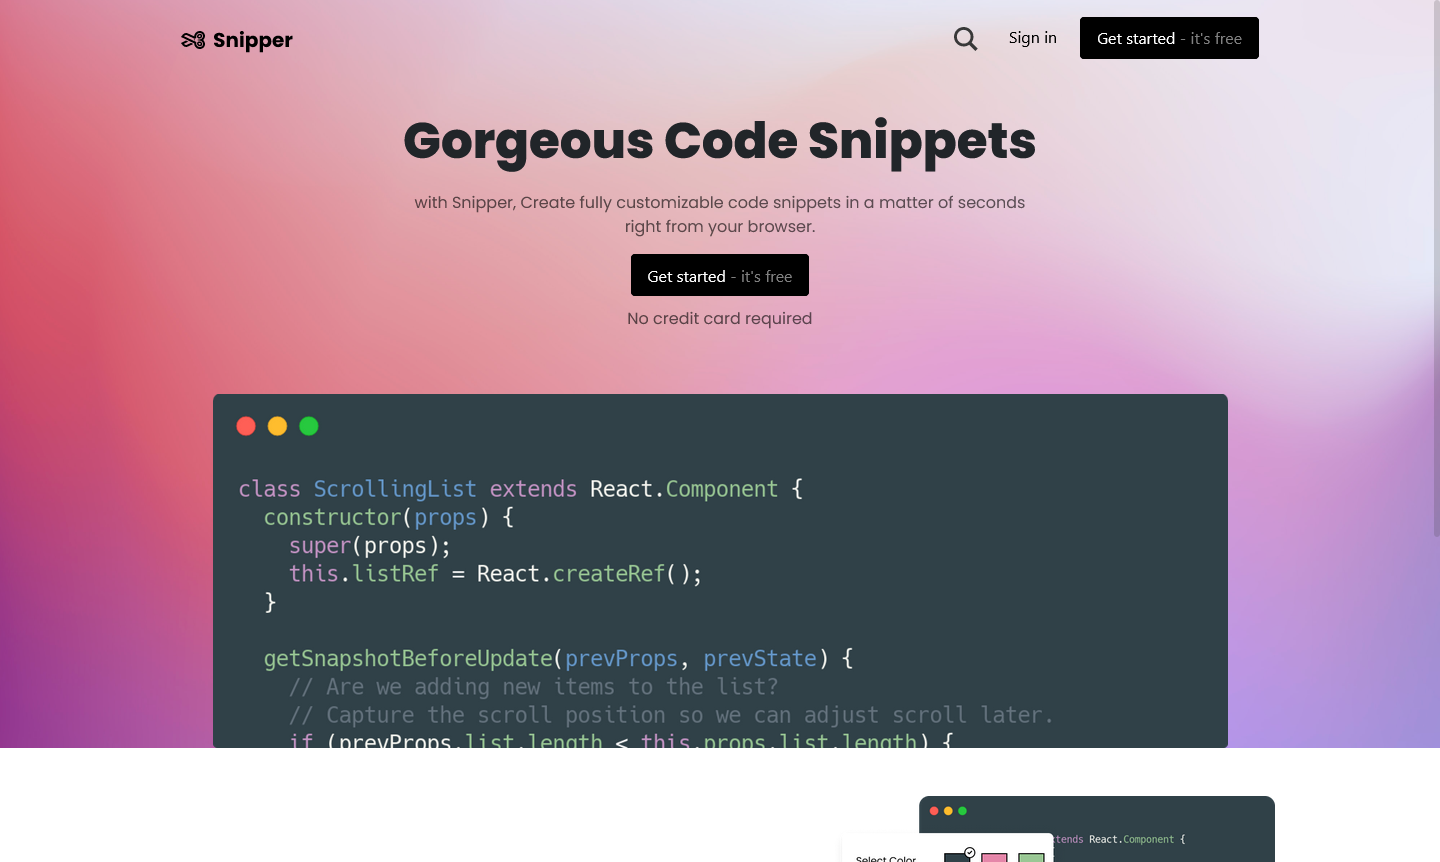 Snipper
Sign in
Get started - it's free
Gorgeous Code Snippets
with Snipper, Create fully customizable code snippets in a matter of seconds
right from your browser.
Get started - it's free
No credit card required
class ScrollingList extends React.Component {
constructor(props) {
super(props);
this.listRef = React.createRef();
}
getSnapshotBeforeUpdate(prevProps, prevState) {
// Are we adding new items to the list?
// Capture the scroll position so we can adjust scroll later.
if (prevProps.list.length < this.props.list.length) {
tends React.Component {
Select Color